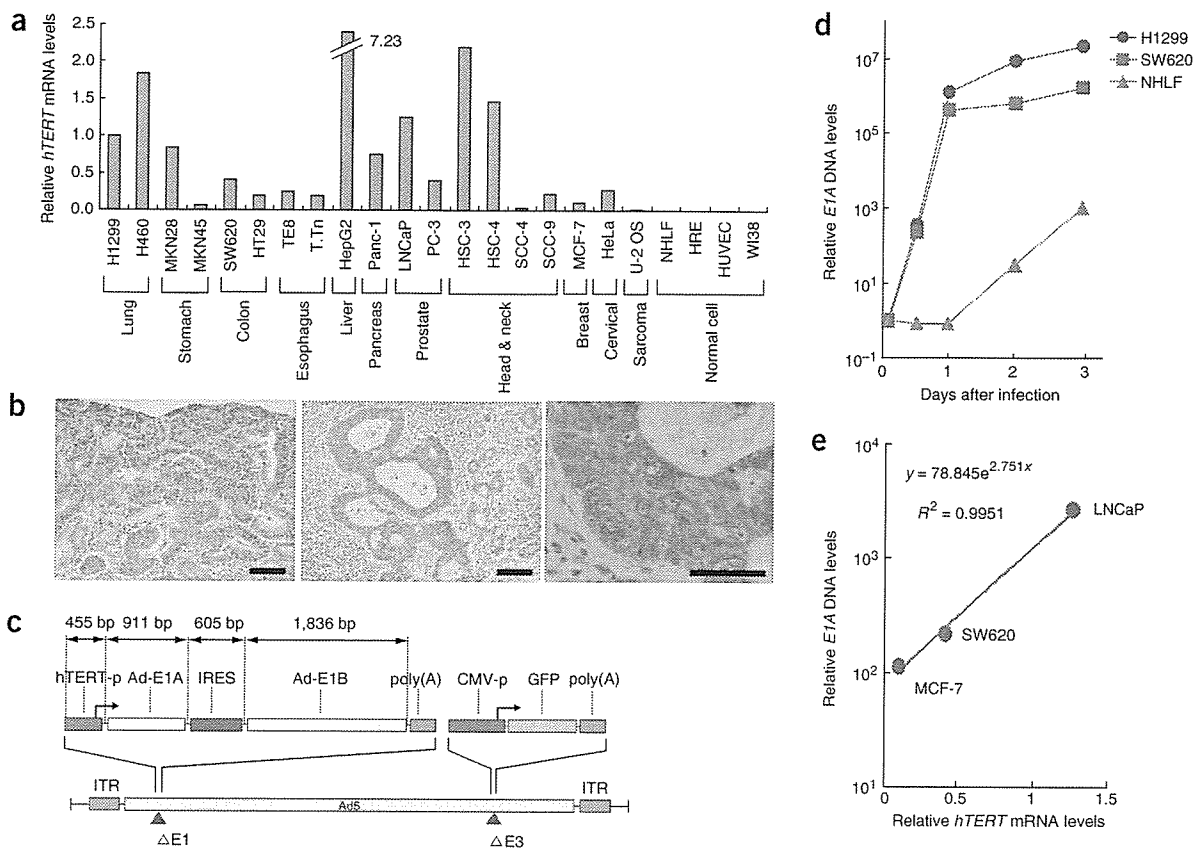 a
Relative hTERT mRNA levels
2.5
2.0
1.5
1.0
0.5
0.0
7.23
H1299
H460
MKN28
MKN45
SW620
HT29
TE8
T.Tn
HepG2
Panc-1
LNCaP
PC-3
HSC-3
HSC-4
SCC-4
SCC-9
MCF-7
HeLa
U-2 OS
NHLF
HRE
HUVEC
WI38
Lung
Stomach
Colon
Esophagus
Liver
Pancreas
Prostate
Head & neck
Breast
Cervical
Sarcoma
Normal cell
b
c
455 bp 911 bp 605 bp 1,836 bp
hTERT-p Ad-E1A IRES Ad-E1B poly(A) CMV-p GFP poly(A)
ITR ITR
Ad5
△E1 △E3
d
Relative E1A DNA levels
10⁷
10⁵
10³
10¹
10⁻¹
0 1 2 3
Days after infection
H1299
SW620
NHLF
e
Relative E1A DNA levels
10⁴
10³
10²
10¹
y = 78.845e^2.751x
R² = 0.9951
LNCaP
SW620
MCF-7
0 0.5 1 1.5
Relative hTERT mRNA levels